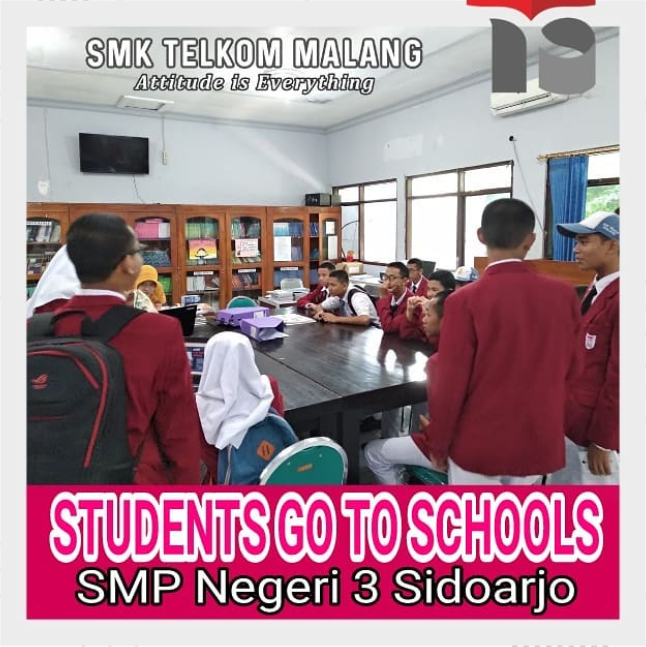 SMK TELKOM MALANG
Attitude is Everything
STUDENTS GO TO SCHOOLS
SMP Negeri 3 Sidoarjo